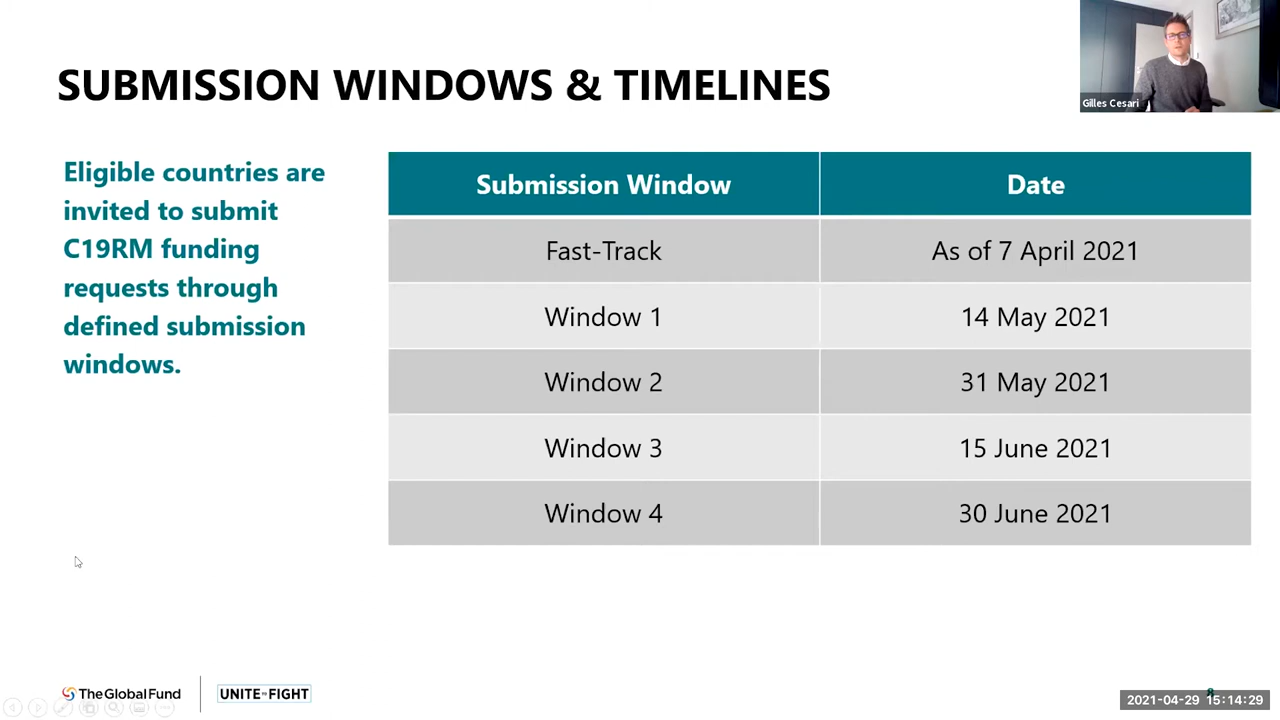 SUBMISSION WINDOWS & TIMELINES
Gilles Cesari
Eligible countries are
invited to submit
C19RM funding
requests through
defined submission
windows.
Submission Window Date
Fast-Track As of 7 April 2021
Window 1 14 May 2021
Window 2 31 May 2021
Window 3 15 June 2021
Window 4 30 June 2021
The Global Fund
UNITE TO FIGHT
8
2021-04-29 15:14:29